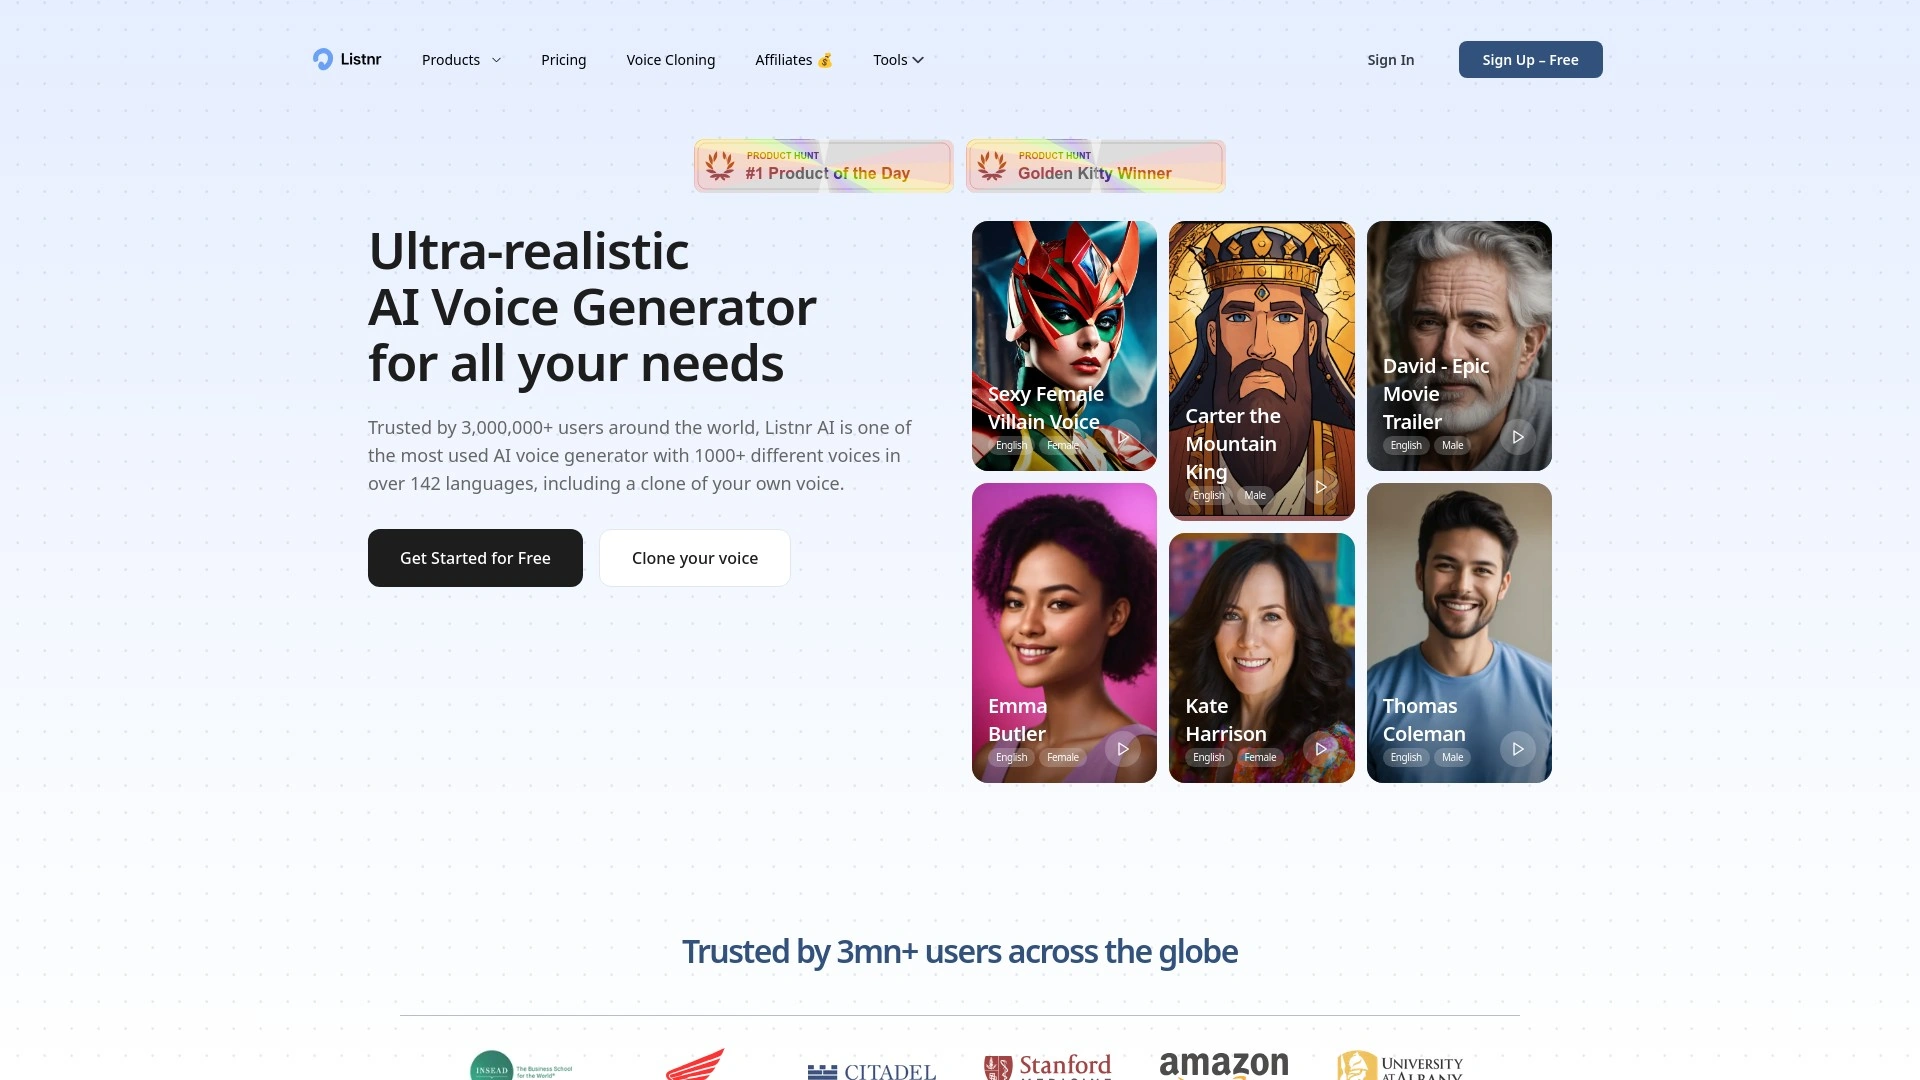 Listnr
Products
Pricing
Voice Cloning
Affiliates 💰
Tools
Sign In
Sign Up – Free
PRODUCT HUNT
#1 Product of the Day
PRODUCT HUNT
Golden Kitty Winner
Ultra-realistic
AI Voice Generator
for all your needs
Trusted by 3,000,000+ users around the world, Listnr AI is one of
the most used AI voice generator with 1000+ different voices in
over 142 languages, including a clone of your own voice.
Get Started for Free
Clone your voice
Sexy Female
Villain Voice
English
Female
Carter the
Mountain
King
English
Male
David - Epic
Movie
Trailer
English
Male
Emma
Butler
English
Female
Kate
Harrison
English
Female
Thomas
Coleman
English
Male
Trusted by 3mn+ users across the globe
INSEAD
The Business School
for the World®
CITADEL
Stanford
amazon
UNIVERSITY
AT ALBANY